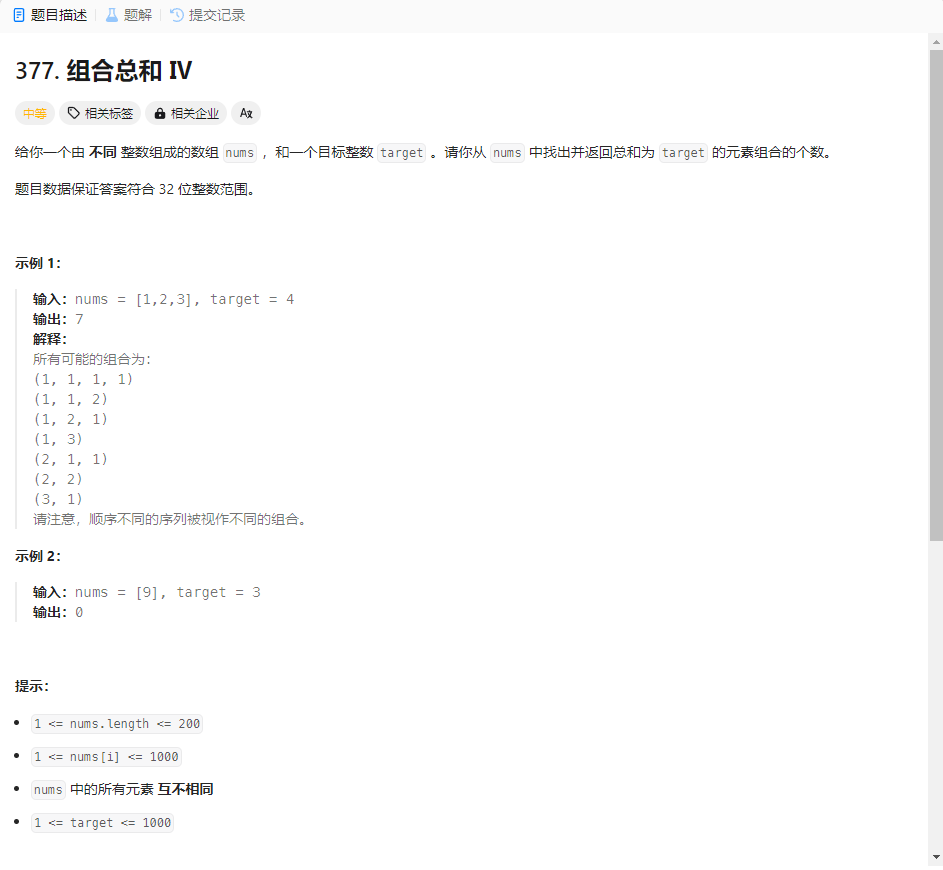 题目描述 题解 提交记录
377. 组合总和 Ⅳ
中等 相关标签 相关企业 Aあ
给你一个由 不同 整数组成的数组 nums ，和一个目标整数 target 。请你从 nums 中找出并返回总和为 target 的元素组合的个数。
题目数据保证答案符合 32 位整数范围。
示例 1：
输入：nums = [1,2,3], target = 4
输出：7
解释：
所有可能的组合为：
(1, 1, 1, 1)
(1, 1, 2)
(1, 2, 1)
(1, 3)
(2, 1, 1)
(2, 2)
(3, 1)
请注意，顺序不同的序列被视作不同的组合。
示例 2：
输入：nums = [9], target = 3
输出：0
提示：
1 <= nums.length <= 200
1 <= nums[i] <= 1000
nums 中的所有元素 互不相同
1 <= target <= 1000